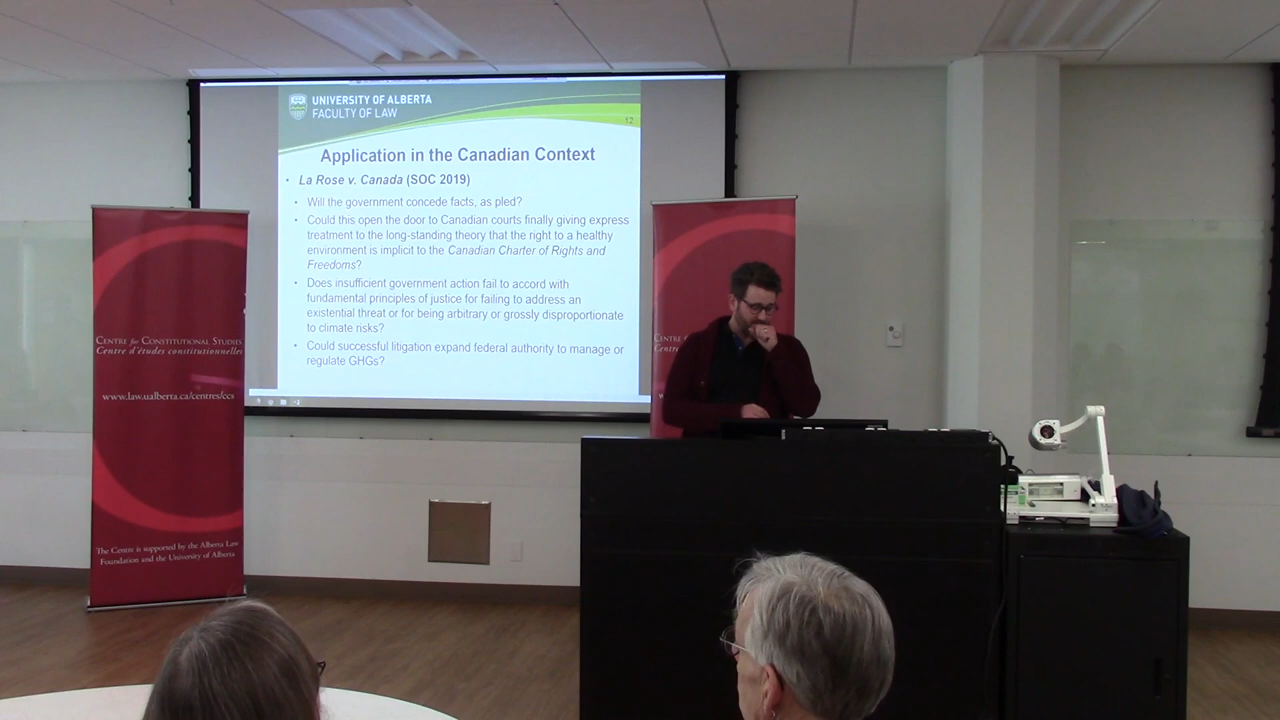 UNIVERSITY OF ALBERTA
FACULTY OF LAW
12
Application in the Canadian Context
• La Rose v. Canada (SOC 2019)
• Will the government concede facts, as pled?
• Could this open the door to Canadian courts finally giving express
treatment to the long-standing theory that the right to a healthy
environment is implicit to the Canadian Charter of Rights and
Freedoms?
• Does insufficient government action fail to accord with
fundamental principles of justice for failing to address an
existential threat or for being arbitrary or grossly disproportionate
to climate risks?
• Could successful litigation expand federal authority to manage or
regulate GHGs?
CENTRE for CONSTITUTIONAL STUDIES
Centre d'études constitutionnelles
www.law.ualberta.ca/centres/ccs
The Centre is supported by the Alberta Law
Foundation and the University of Alberta
CENTRE f
Centre
w